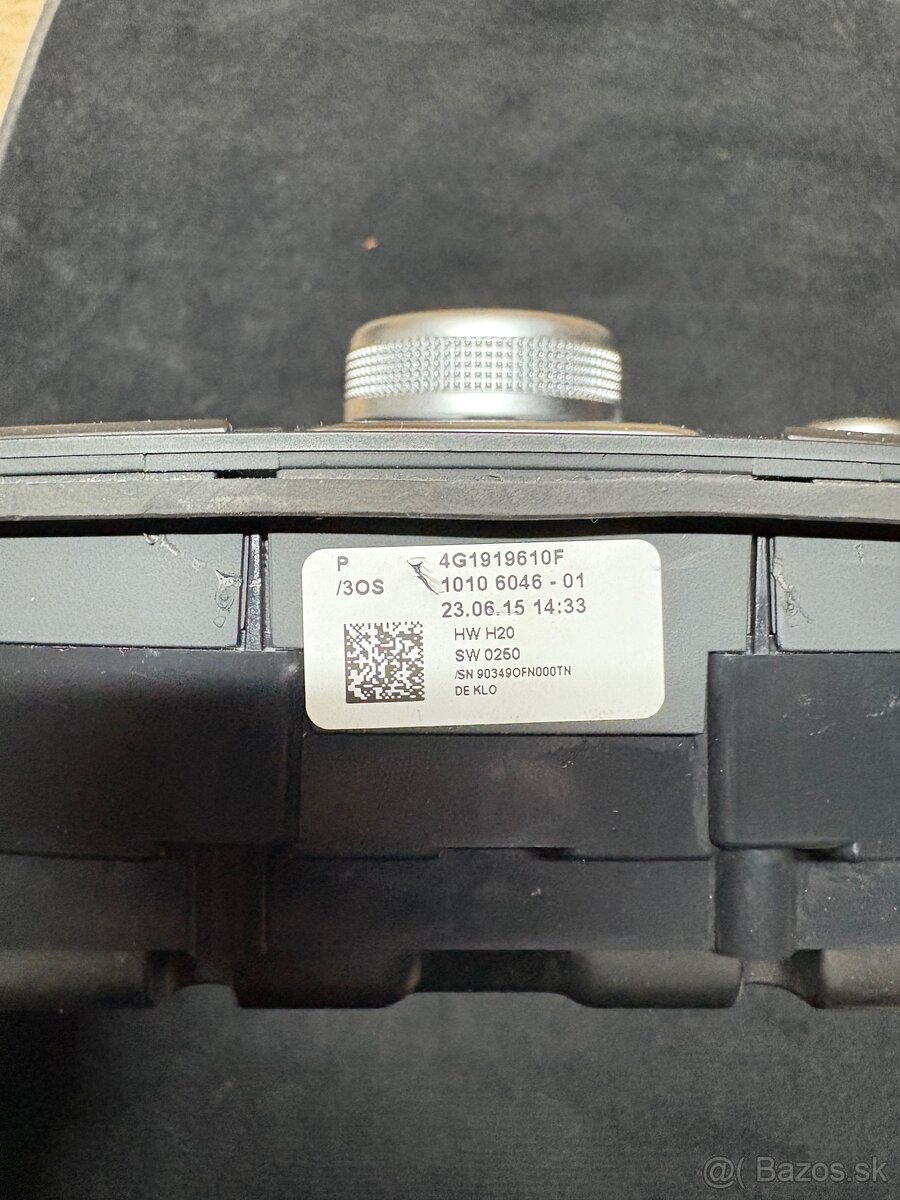 P 4G1919610F
/3OS 1010 6046 - 01
23.06.15 14:33
HW H20
SW 0250
/SN 90349OFN000TN
DE KLO
@( Bazos.sk